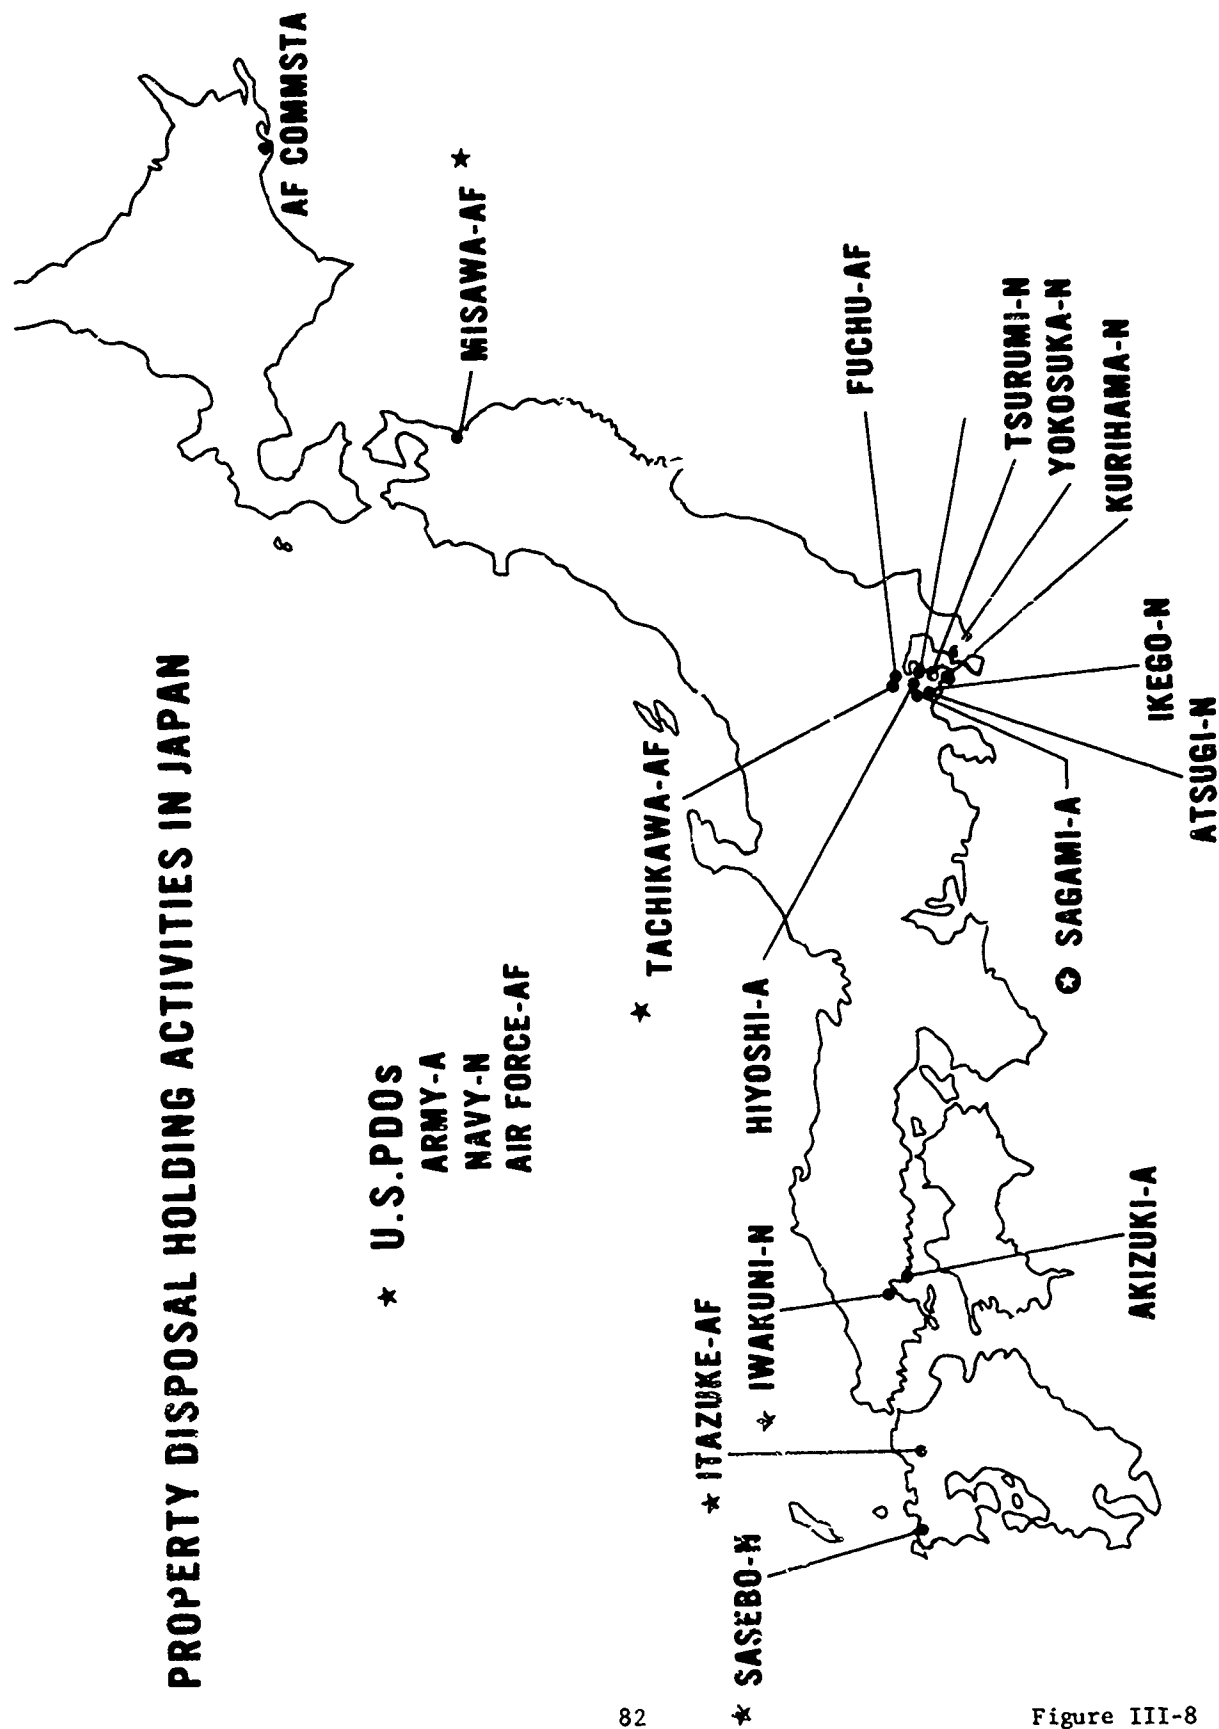 PROPERTY DISPOSAL HOLDING ACTIVITIES IN JAPAN
★ U.S.PDOs
ARMY-A
NAVY-N
AIR FORCE-AF
AF COMMSTA
MISAWA-AF ★
FUCHU-AF
TSURUMI-N
YOKOSUKA-N
KURIHAMA-N
IKEGO-N
ATSUGI-N
✪ SAGAMI-A
★ TACHIKAWA-AF
HIYOSHI-A
AKIZUKI-A
★ IWAKUNI-N
★ ITAZUKE-AF
★ SASEBO-N
82
Figure III-8